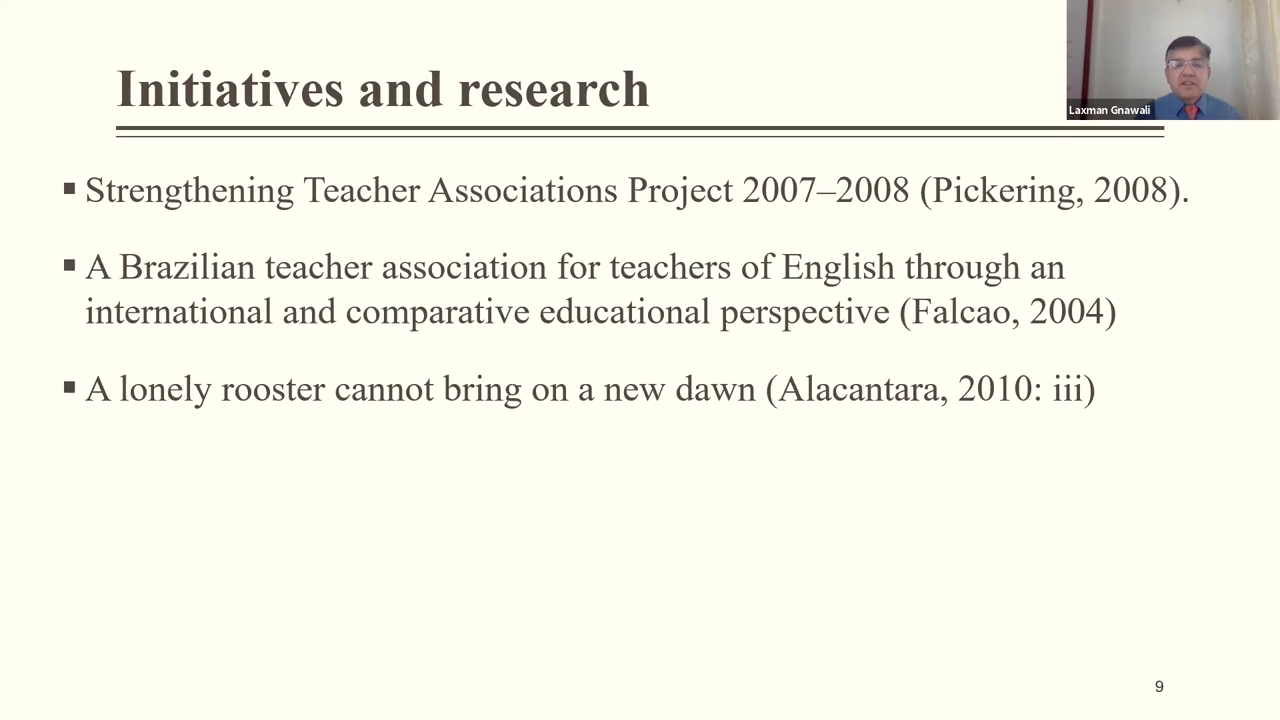 Initiatives and research
Laxman Gnawali
▪ Strengthening Teacher Associations Project 2007–2008 (Pickering, 2008).
▪ A Brazilian teacher association for teachers of English through an
international and comparative educational perspective (Falcao, 2004)
▪ A lonely rooster cannot bring on a new dawn (Alacantara, 2010: iii)
9